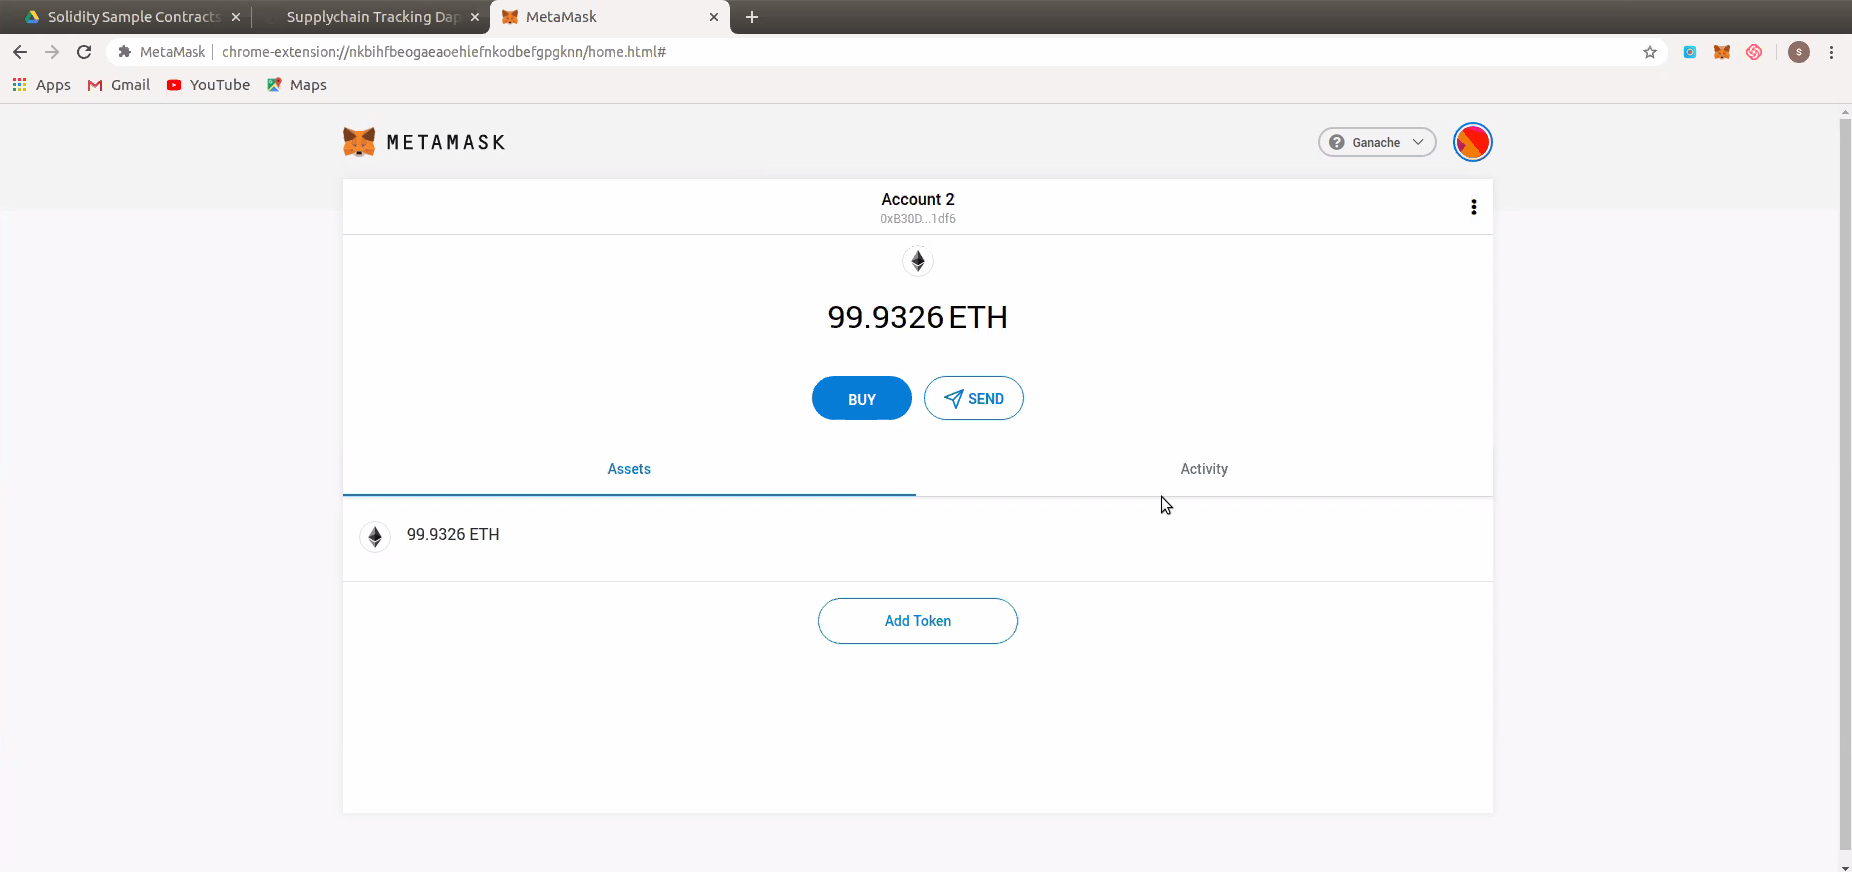 Solidity Sample Contracts
Supplychain Tracking Dap
MetaMask
MetaMask
chrome-extension://nkbihfbeogaeaoehlefnkodbefgpgknn/home.html#
S
Apps
Gmail
YouTube
Maps
METAMASK
Ganache
Account 2
0xB30D...1df6
99.9326 ETH
BUY
SEND
Assets
Activity
99.9326 ETH
Add Token